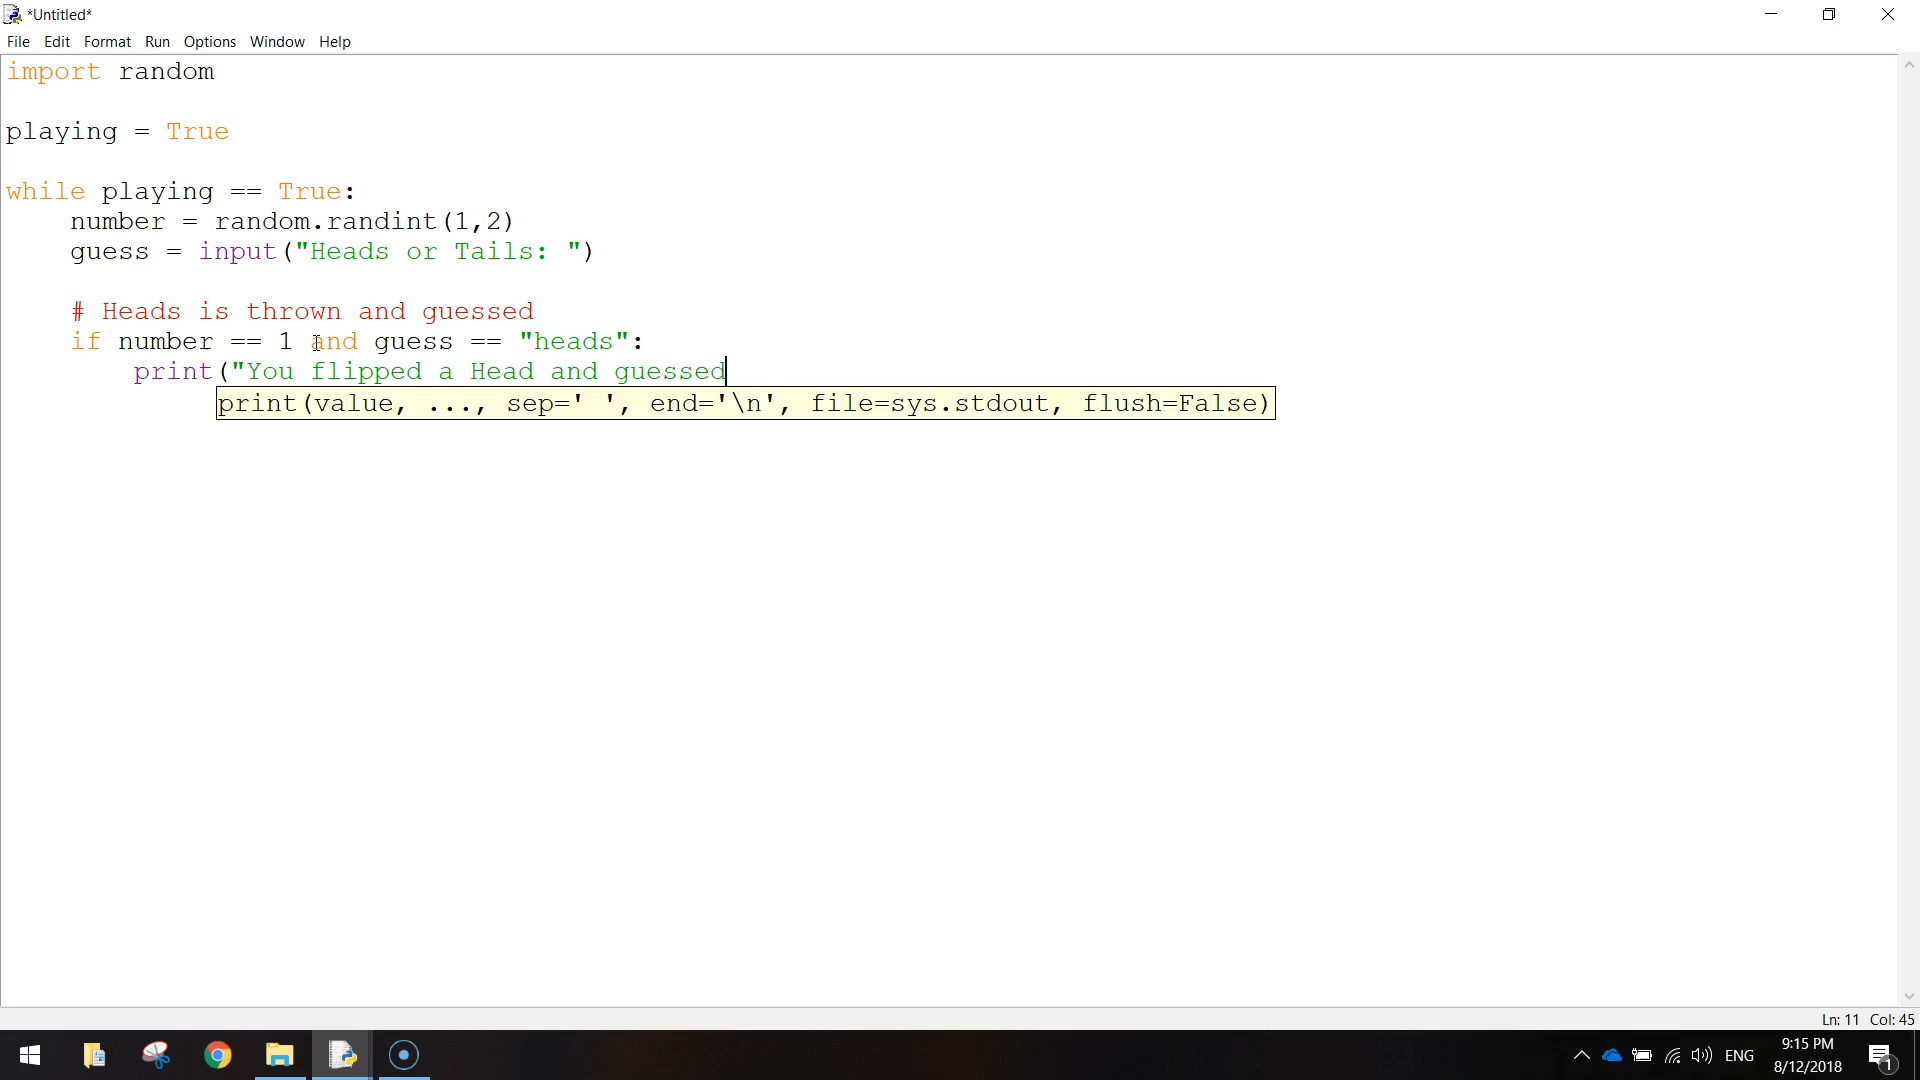 *Untitled*
File Edit Format Run Options Window Help
import random
playing = True
while playing == True:
number = random.randint(1,2)
guess = input("Heads or Tails: ")
# Heads is thrown and guessed
if number == 1 and guess == "heads":
print("You flipped a Head and guessed
print(value, ..., sep=' ', end='\n', file=sys.stdout, flush=False)
Ln: 11 Col: 45
ENG
9:15 PM
8/12/2018
1